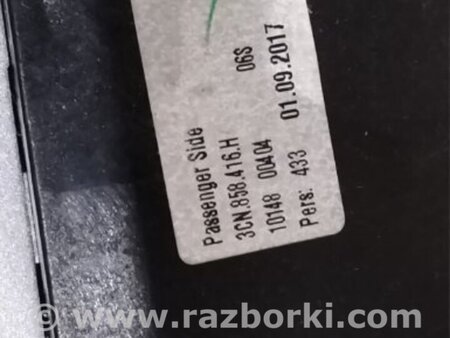 Passenger Side
3CN.858.416.H 06S
10148 00404
Pers: 433 01.09.2017
© www.razborki.com